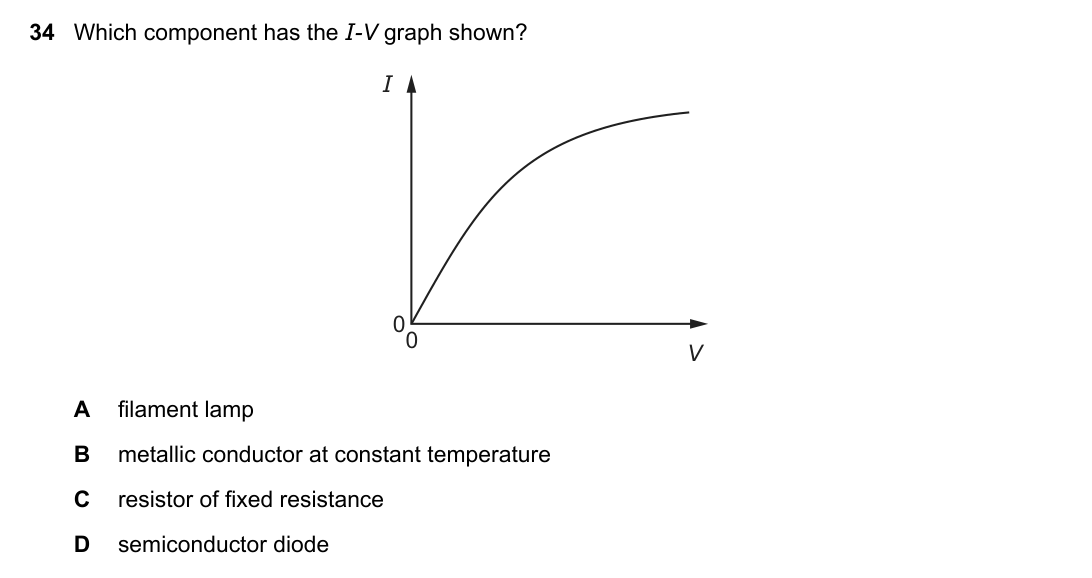 34 Which component has the I-V graph shown?
I
0
0
V
A filament lamp
B metallic conductor at constant temperature
C resistor of fixed resistance
D semiconductor diode